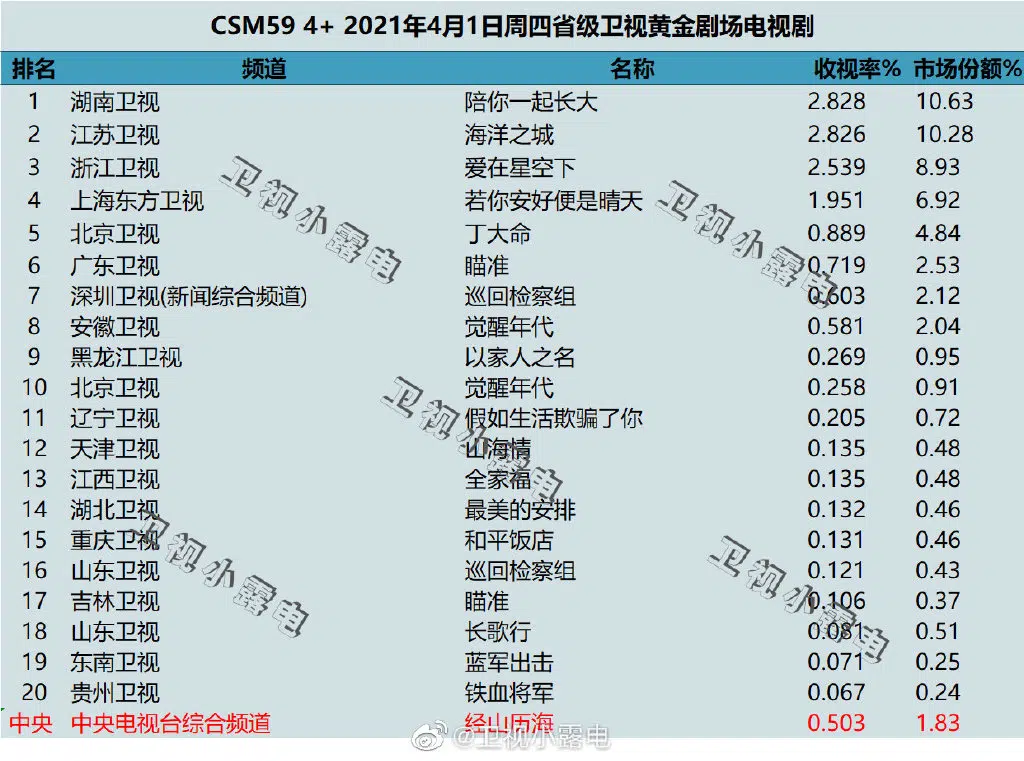 CSM59 4+ 2021年4月1日周四省级卫视黄金剧场电视剧
排名 频道 名称 收视率% 市场份额%
1 湖南卫视 陪你一起长大 2.828 10.63
2 江苏卫视 海洋之城 2.826 10.28
3 浙江卫视 爱在星空下 2.539 8.93
4 上海东方卫视 若你安好便是晴天 1.951 6.92
5 北京卫视 丁大命 0.889 4.84
6 广东卫视 瞄准 0.719 2.53
7 深圳卫视(新闻综合频道) 巡回检察组 0.603 2.12
8 安徽卫视 觉醒年代 0.581 2.04
9 黑龙江卫视 以家人之名 0.269 0.95
10 北京卫视 觉醒年代 0.258 0.91
11 辽宁卫视 假如生活欺骗了你 0.205 0.72
12 天津卫视 山海情 0.135 0.48
13 江西卫视 全家福 0.135 0.48
14 湖北卫视 最美的安排 0.132 0.46
15 重庆卫视 和平饭店 0.131 0.46
16 山东卫视 巡回检察组 0.121 0.43
17 吉林卫视 瞄准 0.106 0.37
18 山东卫视 长歌行 0.081 0.51
19 东南卫视 蓝军出击 0.071 0.25
20 贵州卫视 铁血将军 0.067 0.24
中央 中央电视台综合频道 经山历海 0.503 1.83
卫视小露电
卫视小露电
卫视小露电
卫视小露电
卫视小露电
@卫视小露电